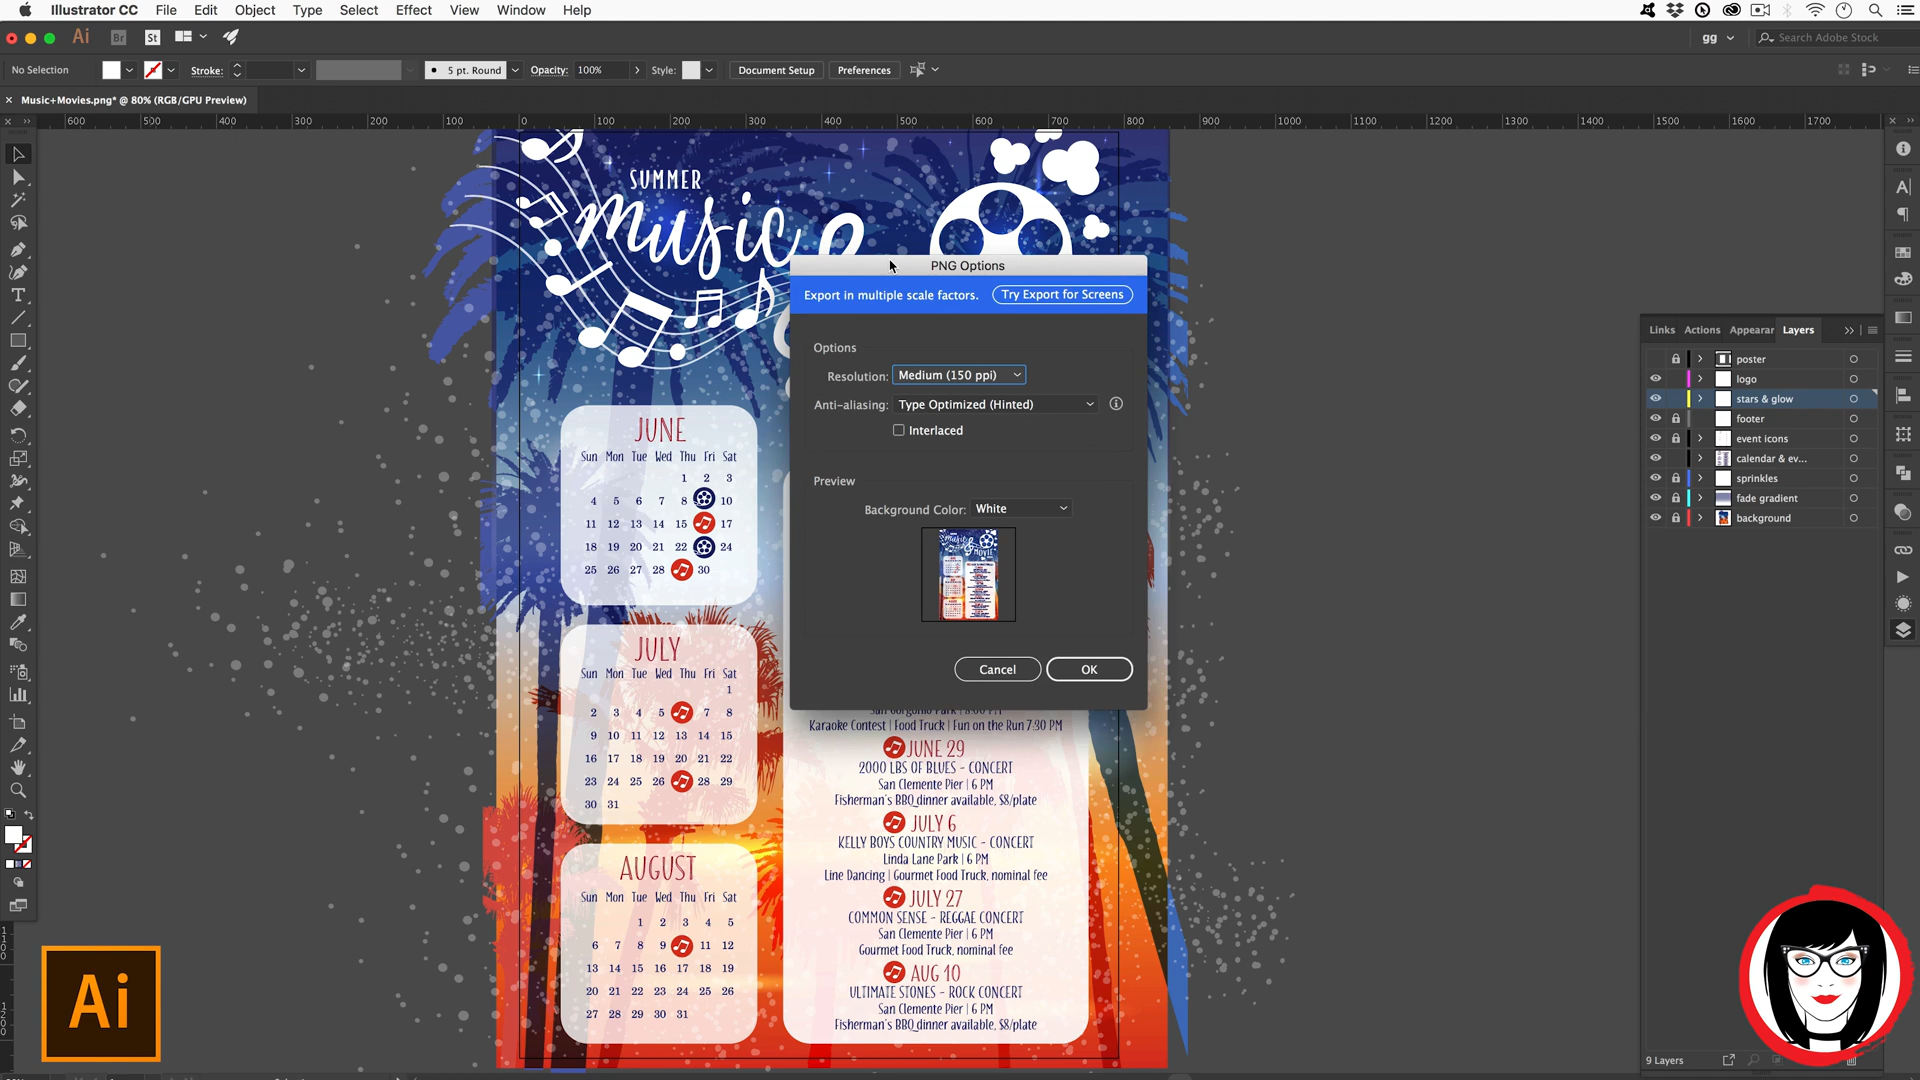 Illustrator CC File Edit Object Type Select Effect View Window Help
Ai Br St gg Search Adobe Stock
No Selection Stroke: 5 pt. Round Opacity: 100% Style: Document Setup Preferences
Music+Movies.png* @ 80% (RGB/GPU Preview)
600 500 400 300 200 100 0 100 200 300 400 500 600 700 800 900 1000 1100 1200 1300 1400 1500 1600 1700
SUMMER
music
PNG Options
Export in multiple scale factors. Try Export for Screens
Options
Resolution: Medium (150 ppi)
Anti-aliasing: Type Optimized (Hinted)
Interlaced
Preview
Background Color: White
Cancel OK
JUNE
Sun Mon Tue Wed Thu Fri Sat
1 2 3
4 5 6 7 8 10
11 12 13 14 15 17
18 19 20 21 22 24
25 26 27 28 30
JULY
Sun Mon Tue Wed Thu Fri Sat
1
2 3 4 5 7 8
9 10 11 12 13 14 15
16 17 18 19 20 21 22
23 24 25 26 28 29
30 31
AUGUST
Sun Mon Tue Wed Thu Fri Sat
1 2 3 4 5
6 7 8 9 11 12
13 14 15 16 17 18 19
20 21 22 23 24 25 26
27 28 29 30 31
San Gorgonio Park | 8:00 PM
Karaoke Contest | Food Truck | Fun on the Run 7:30 PM
JUNE 29
2000 LBS OF BLUES - CONCERT
San Clemente Pier | 6 PM
Fisherman's BBQ dinner available, $8/plate
JULY 6
KELLY BOYS COUNTRY MUSIC - CONCERT
Linda Lane Park | 6 PM
Line Dancing | Gourmet Food Truck, nominal fee
JULY 27
COMMON SENSE - REGGAE CONCERT
San Clemente Pier | 6 PM
Gourmet Food Truck, nominal fee
AUG 10
ULTIMATE STONES - ROCK CONCERT
San Clemente Pier | 6 PM
Fisherman's BBQ dinner available, $8/plate
Links Actions Appearar Layers
poster
logo
stars & glow
footer
event icons
calendar & ev...
sprinkles
fade gradient
background
9 Layers
Ai